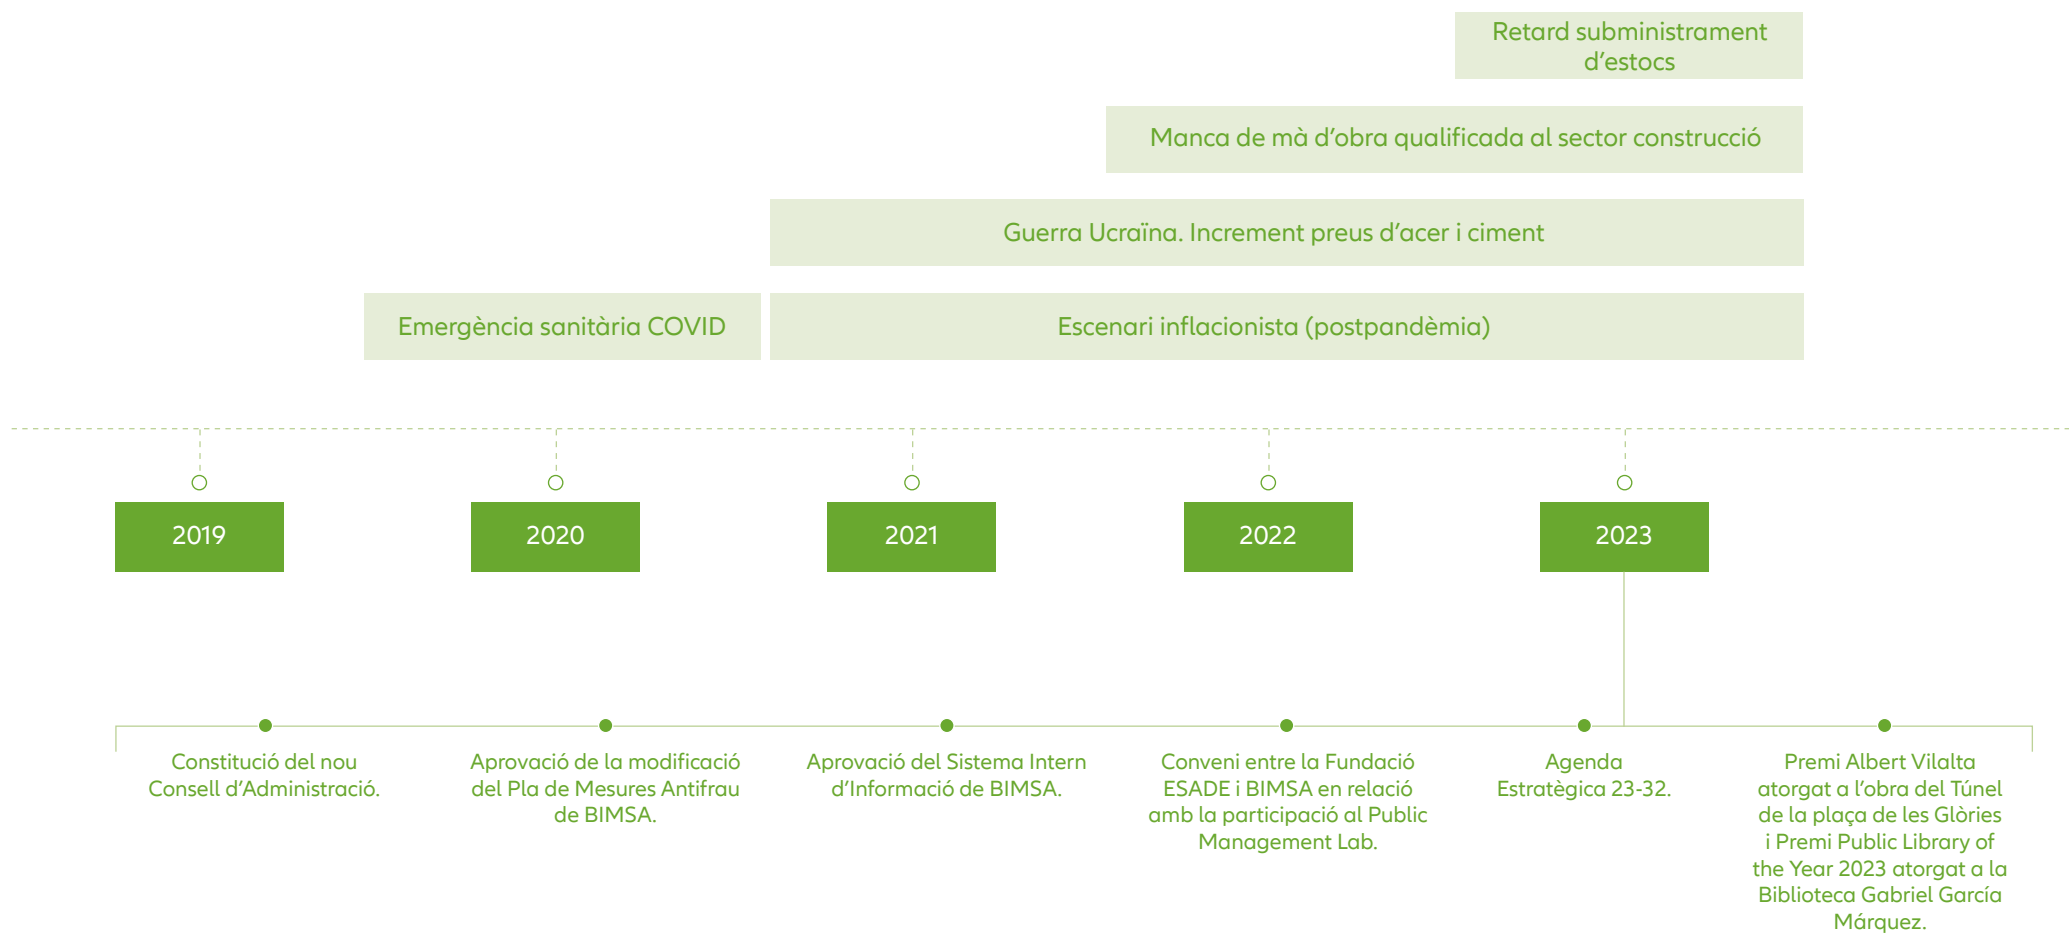 Retard subministrament
d’estocs
Manca de mà d’obra qualificada al sector construcció
Guerra Ucraïna. Increment preus d’acer i ciment
Emergència sanitària COVID
Escenari inflacionista (postpandèmia)
2019
2020
2021
2022
2023
Constitució del nou
Consell d’Administració.
Aprovació de la modificació
del Pla de Mesures Antifrau
de BIMSA.
Aprovació del Sistema Intern
d’Informació de BIMSA.
Conveni entre la Fundació
ESADE i BIMSA en relació
amb la participació al Public
Management Lab.
Agenda
Estratègica 23-32.
Premi Albert Vilalta
atorgat a l’obra del Túnel
de la plaça de les Glòries
i Premi Public Library of
the Year 2023 atorgat a la
Biblioteca Gabriel García
Márquez.